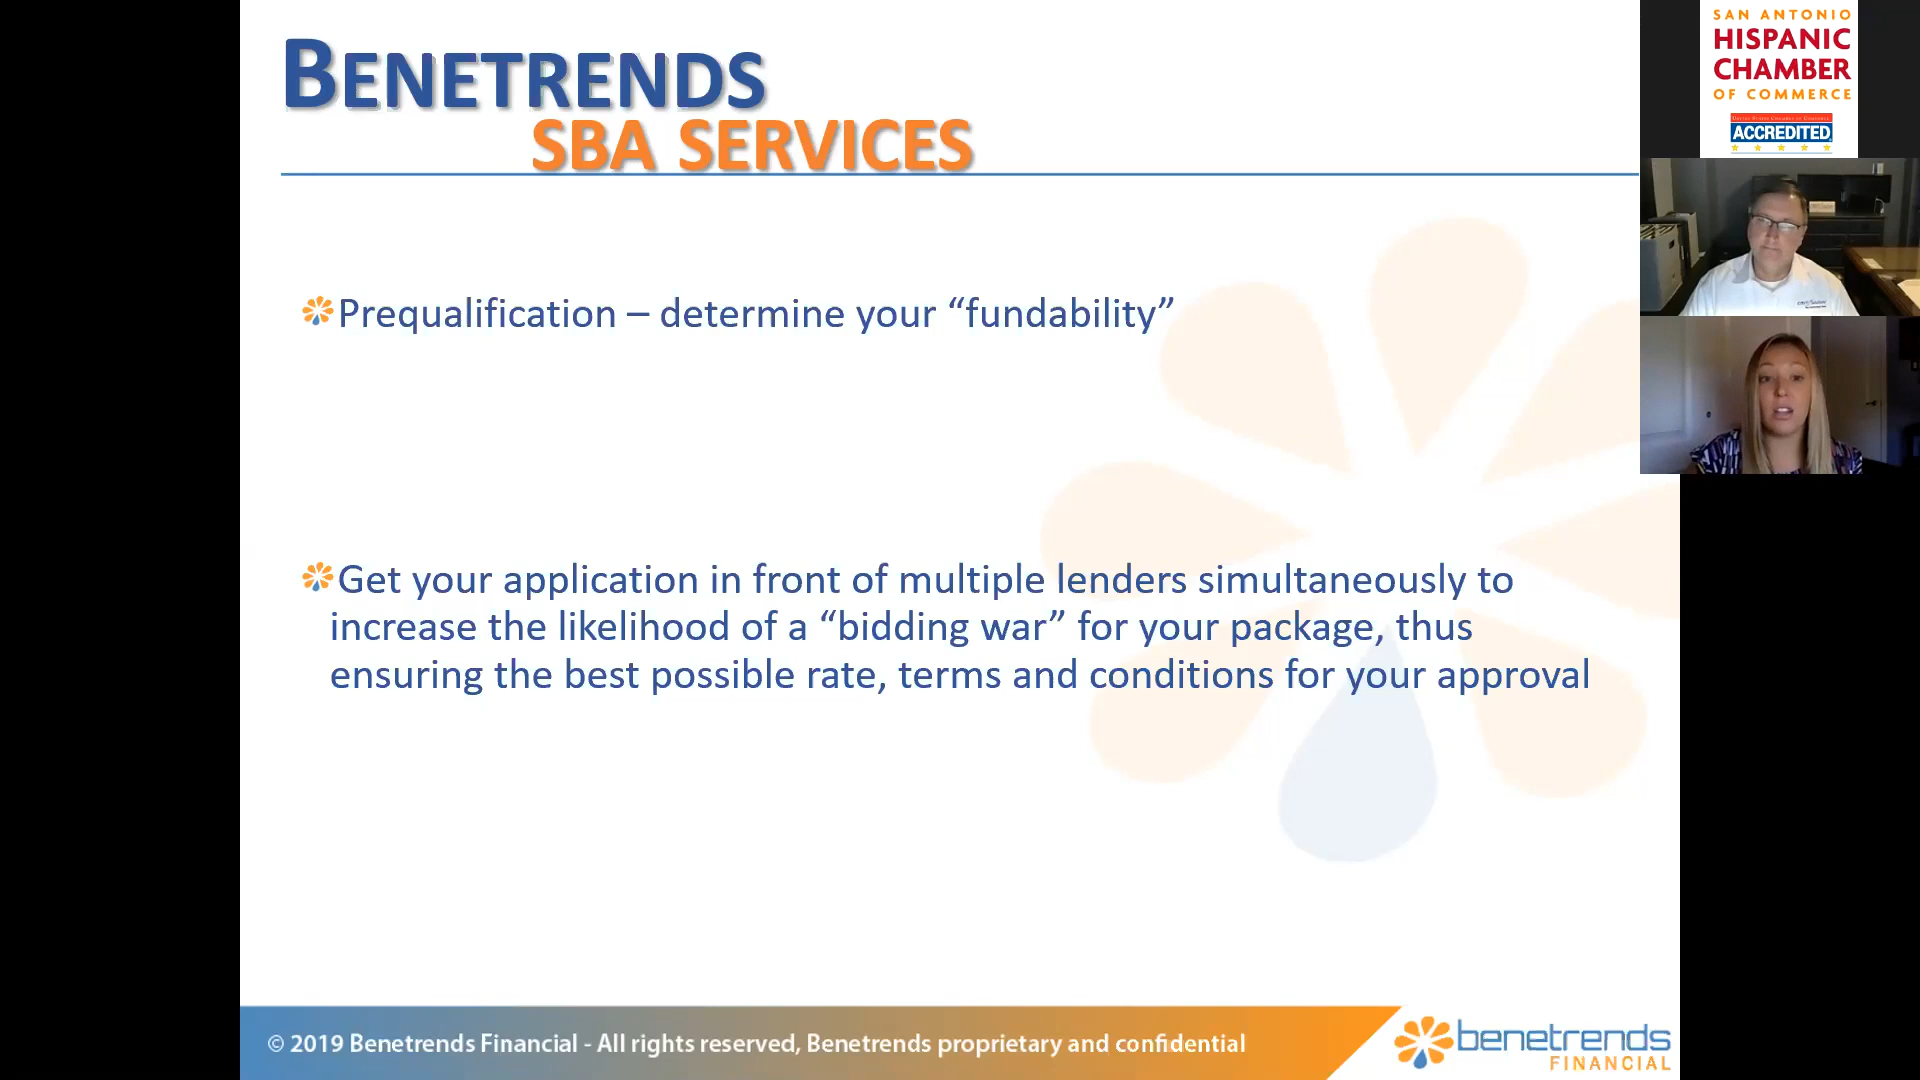 BENETRENDS
SBA SERVICES
Prequalification – determine your “fundability”
Get your application in front of multiple lenders simultaneously to
increase the likelihood of a “bidding war” for your package, thus
ensuring the best possible rate, terms and conditions for your approval
© 2019 Benetrends Financial - All rights reserved, Benetrends proprietary and confidential
benetrends
FINANCIAL
SAN ANTONIO
HISPANIC
CHAMBER
OF COMMERCE
ACCREDITED